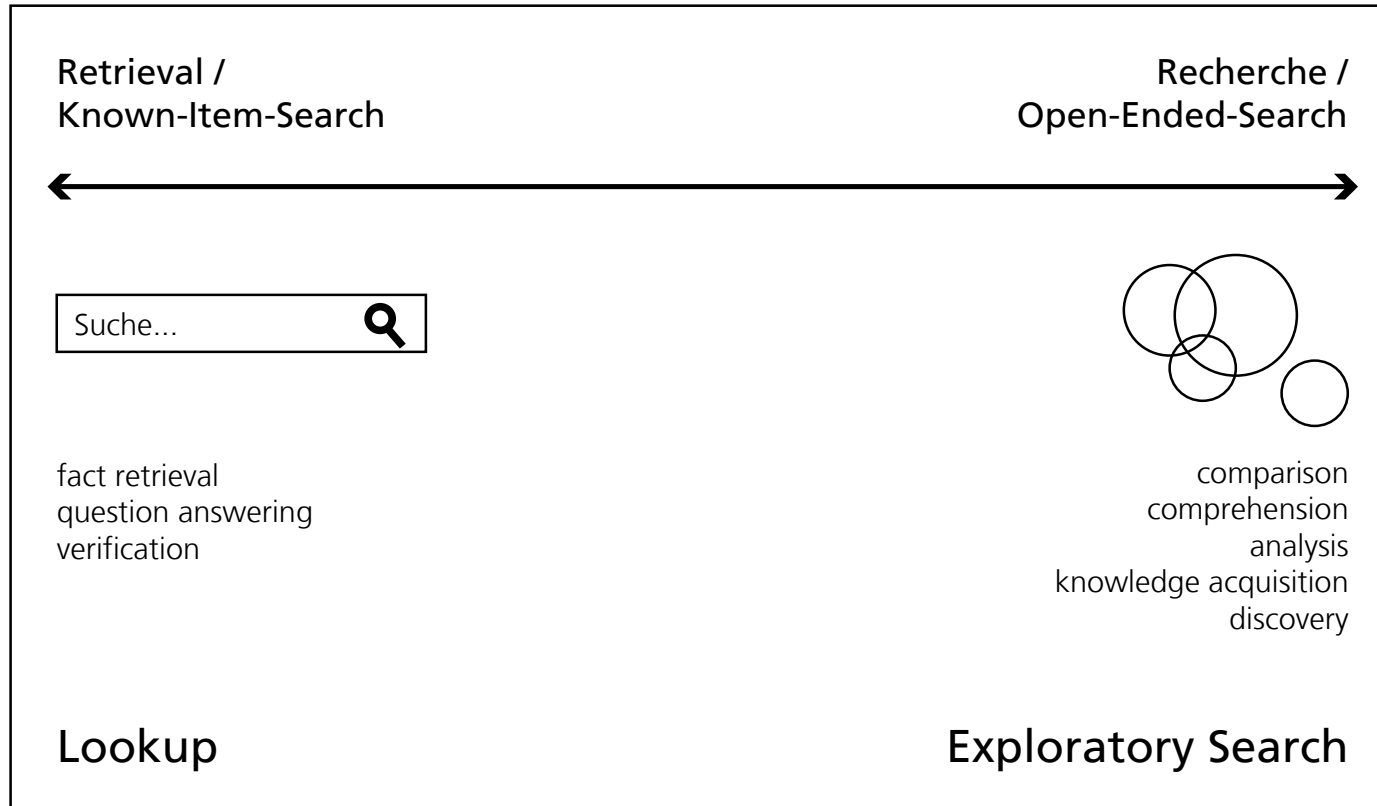 Retrieval /
Known-Item-Search
Recherche /
Open-Ended-Search
Suche...
fact retrieval
question answering
verification
comparison
comprehension
analysis
knowledge acquisition
discovery
Lookup
Exploratory Search